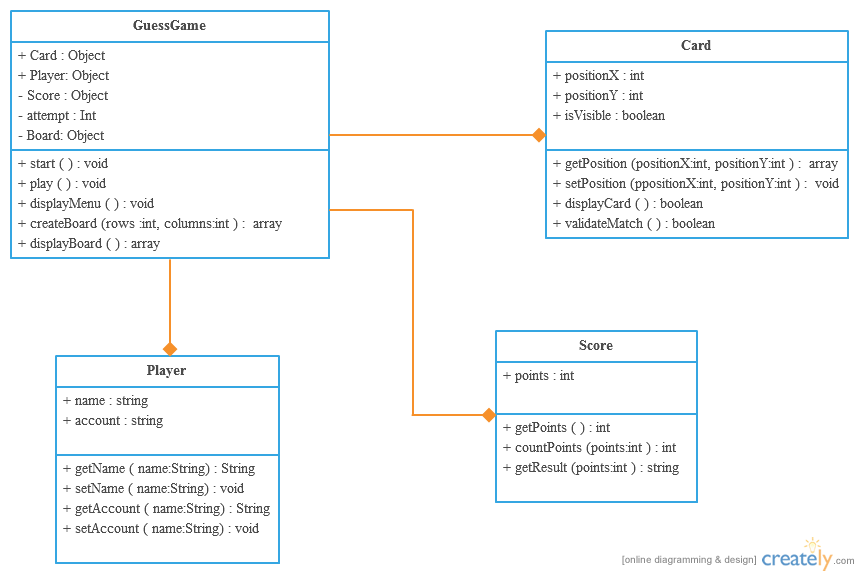 GuessGame
+ Card : Object
+ Player: Object
- Score : Object
- attempt : Int
- Board: Object
+ start ( ) : void
+ play ( ) : void
+ displayMenu ( ) : void
+ createBoard (rows :int, columns:int ) : array
+ displayBoard ( ) : array
Card
+ positionX : int
+ positionY : int
+ isVisible : boolean
+ getPosition (positionX:int, positionY:int ) : array
+ setPosition (ppositionX:int, positionY:int ) : void
+ displayCard ( ) : boolean
+ validateMatch ( ) : boolean
Player
+ name : string
+ account : string
+ getName ( name:String) : String
+ setName ( name:String) : void
+ getAccount ( name:String) : String
+ setAccount ( name:String) : void
Score
+ points : int
+ getPoints ( ) : int
+ countPoints (points:int ) : int
+ getResult (points:int ) : string
[online diagramming & design] creately.com